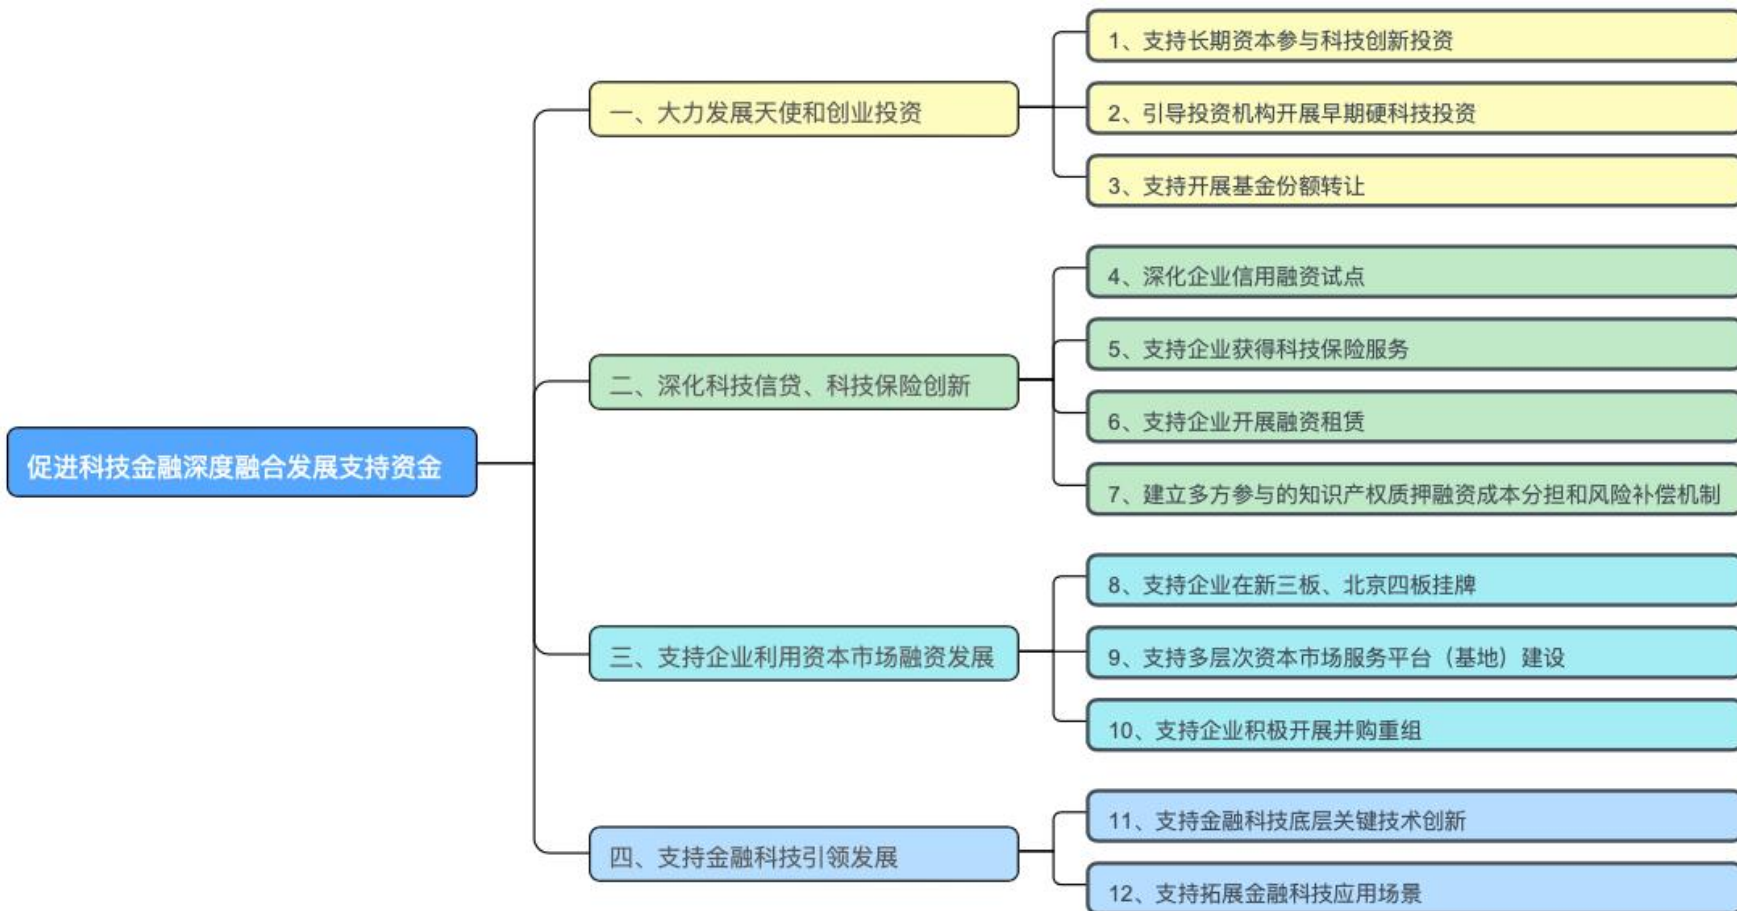 促进科技金融深度融合发展支持资金
一、大力发展天使和创业投资
1、支持长期资本参与科技创新投资
2、引导投资机构开展早期硬科技投资
3、支持开展基金份额转让
二、深化科技信贷、科技保险创新
4、深化企业信用融资试点
5、支持企业获得科技保险服务
6、支持企业开展融资租赁
7、建立多方参与的知识产权质押融资成本分担和风险补偿机制
三、支持企业利用资本市场融资发展
8、支持企业在新三板、北京四板挂牌
9、支持多层次资本市场服务平台（基地）建设
10、支持企业积极开展并购重组
四、支持金融科技引领发展
11、支持金融科技底层关键技术创新
12、支持拓展金融科技应用场景